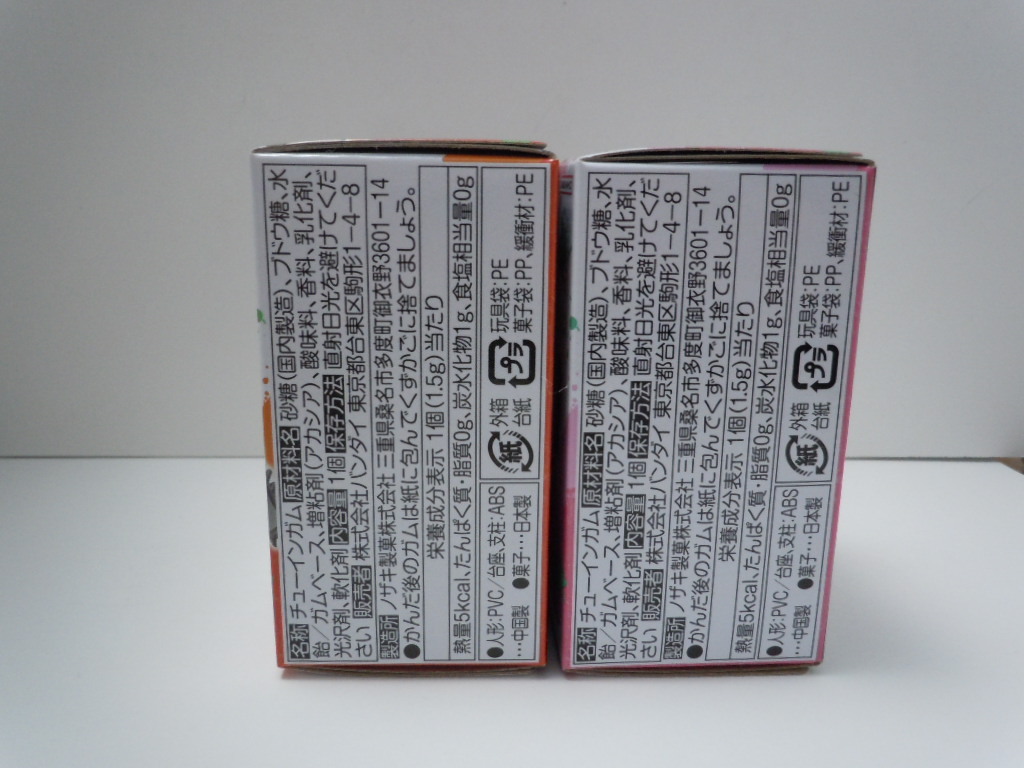 名称 チューインガム 原材料名 砂糖(国内製造)、ブドウ糖、水
飴/ガムベース、増粘剤(アカシア)、酸味料、香料、乳化剤、
光沢剤、軟化剤 内容量 1個 保存方法 直射日光を避けてくだ
さい 販売者 株式会社バンダイ 東京都台東区駒形1-4-8
製造所 ノザキ製菓株式会社 三重県桑名市多度町御衣野3601-14
●かんだ後のガムは紙に包んでくずかごに捨てましょう。
栄養成分表示 1個(1.5g)当たり
熱量5kcal、たんぱく質・脂質0g、炭水化物1g、食塩相当量0g
●人形:PVC/台座、支柱:ABS
…中国製 ●菓子…日本製
紙 外箱
台紙
プラ 玩具袋:PE
菓子袋:PP、緩衝材:PE
名称 チューインガム 原材料名 砂糖(国内製造)、ブドウ糖、水
飴/ガムベース、増粘剤(アカシア)、酸味料、香料、乳化剤、
光沢剤、軟化剤 内容量 1個 保存方法 直射日光を避けてくだ
さい 販売者 株式会社バンダイ 東京都台東区駒形1-4-8
製造所 ノザキ製菓株式会社 三重県桑名市多度町御衣野3601-14
●かんだ後のガムは紙に包んでくずかごに捨てましょう。
栄養成分表示 1個(1.5g)当たり
熱量5kcal、たんぱく質・脂質0g、炭水化物1g、食塩相当量0g
●人形:PVC/台座、支柱:ABS
…中国製 ●菓子…日本製
紙 外箱
台紙
プラ 玩具袋:PE
菓子袋:PP、緩衝材:PE